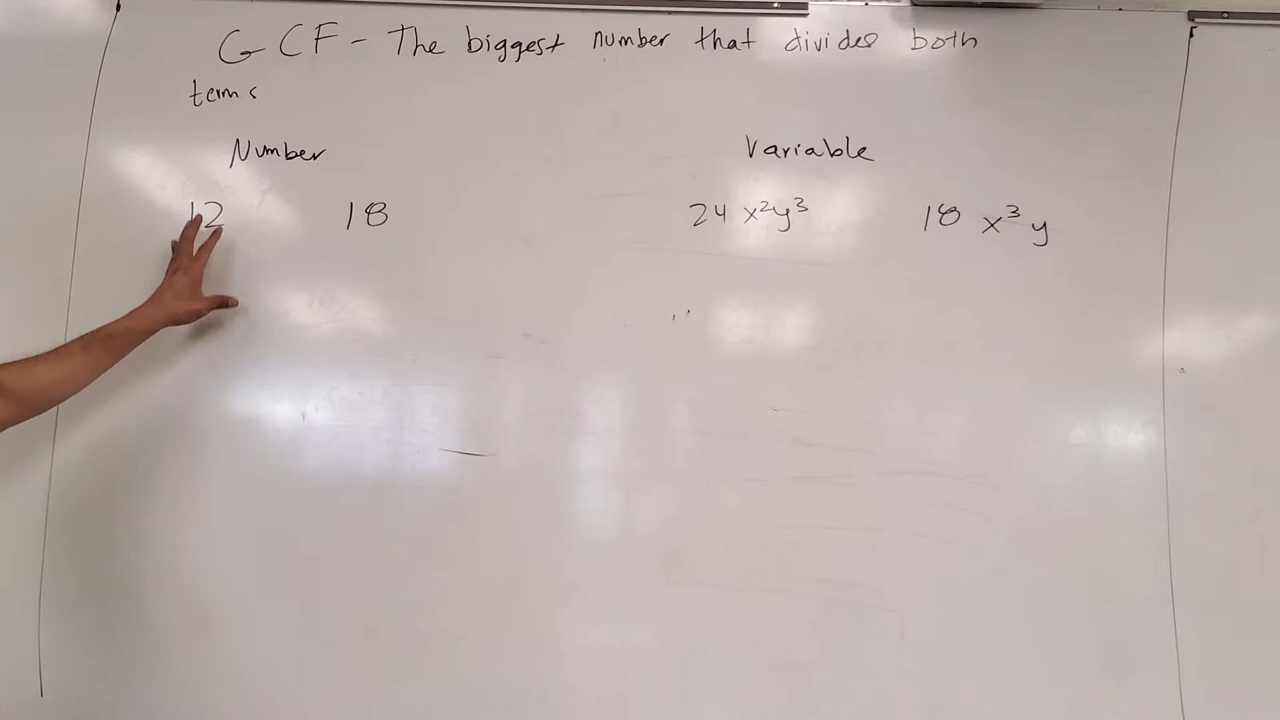 GCF - The biggest number that divides both
terms
Number Variable
12 18 24 x²y³ 18 x³y